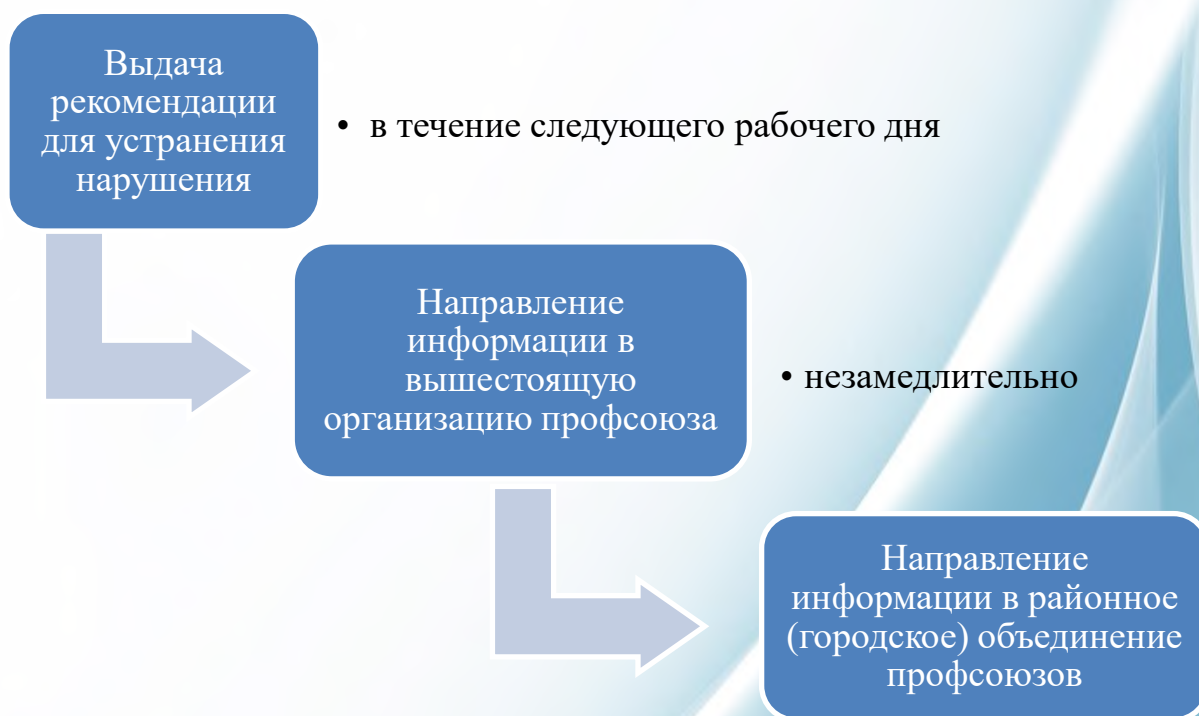 Выдача
рекомендации
для устранения
нарушения
• в течение следующего рабочего дня
Направление
информации в
вышестоящую
организацию профсоюза
• незамедлительно
Направление
информации в районное
(городское) объединение
профсоюзов